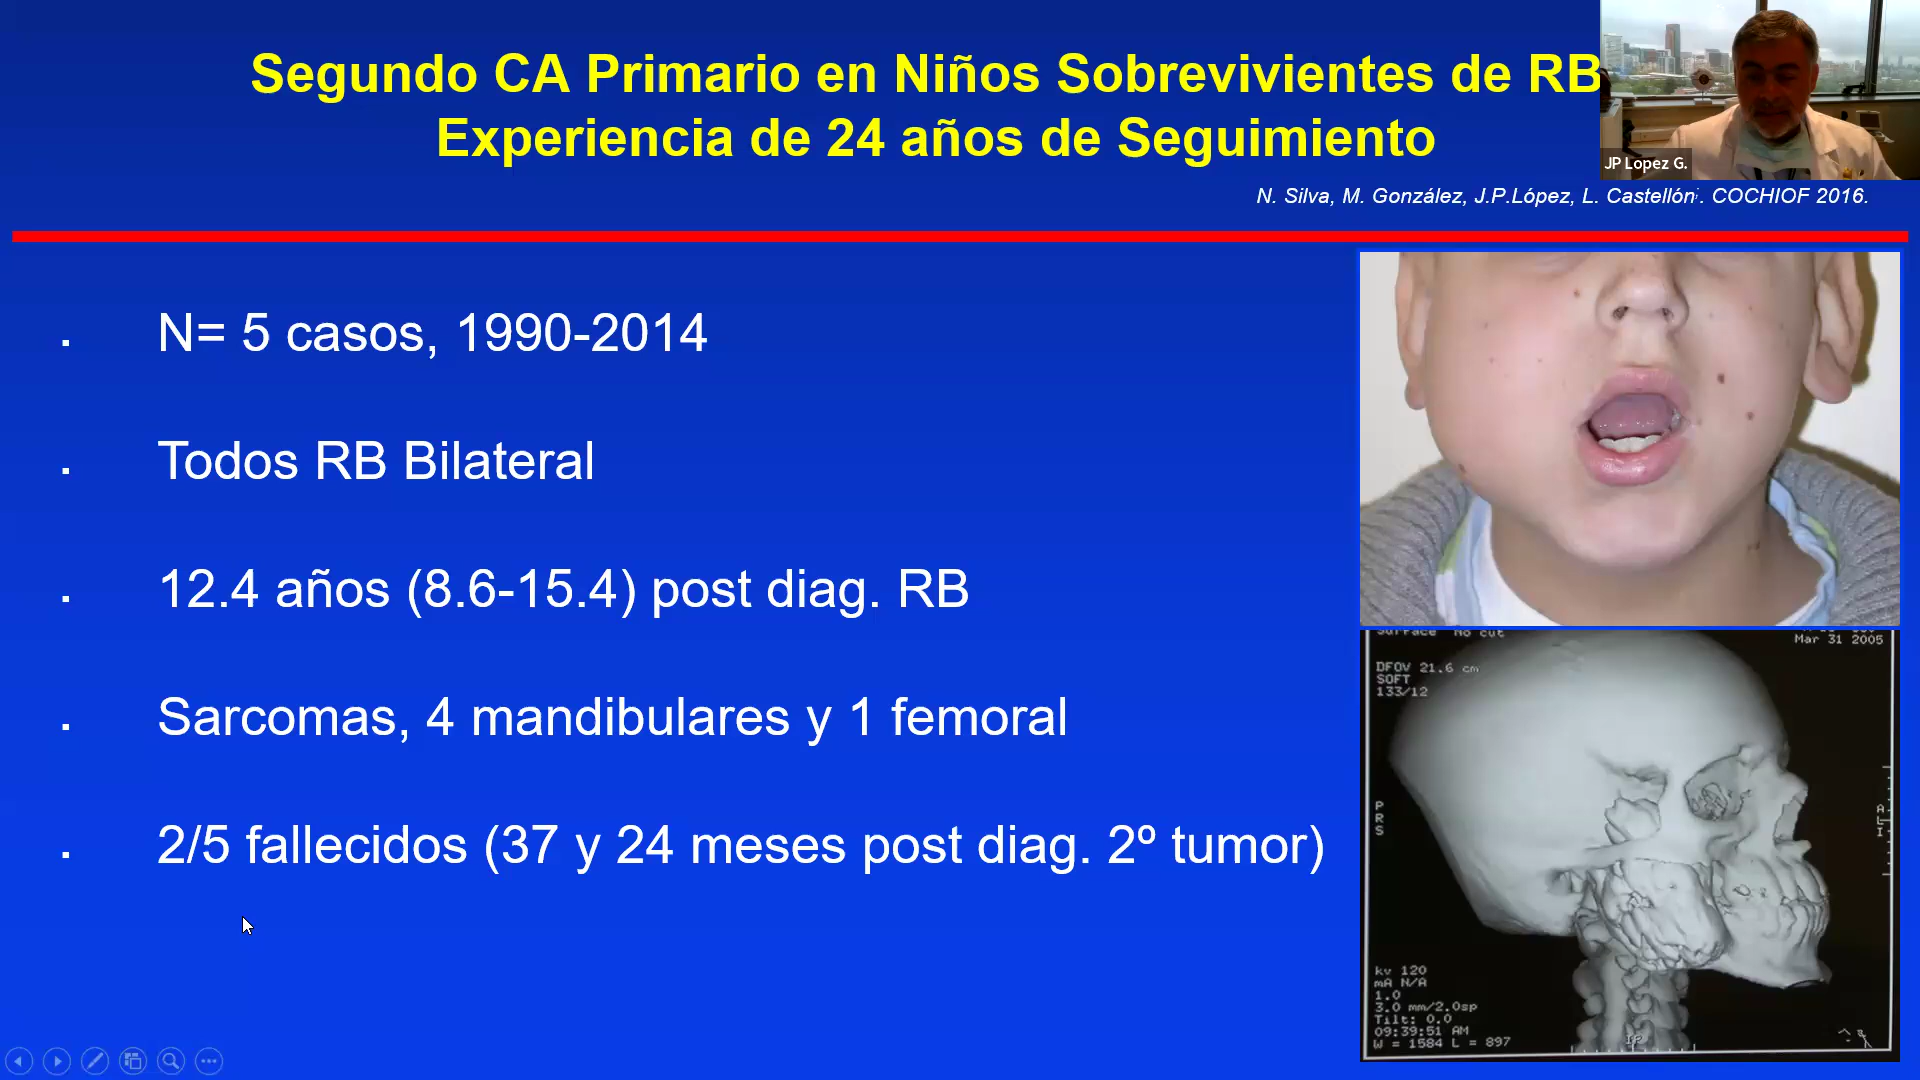 Segundo CA Primario en Niños Sobrevivientes de RB
Experiencia de 24 años de Seguimiento
JP Lopez G.
N. Silva, M. González, J.P.López, L. Castellón. COCHIOF 2016.
N= 5 casos, 1990-2014
Todos RB Bilateral
12.4 años (8.6-15.4) post diag. RB
Sarcomas, 4 mandibulares y 1 femoral
2/5 fallecidos (37 y 24 meses post diag. 2º tumor)
Surface No cut
Mar 31 2005
DFOV 21.6 cm
SOFT
133/12
P
R
S
A
L
I
kv 120
mA N/A
1.0
3.0 mm/2.0sp
Tilt: 0.0
09:39:51 AM
W = 1584 L = 897